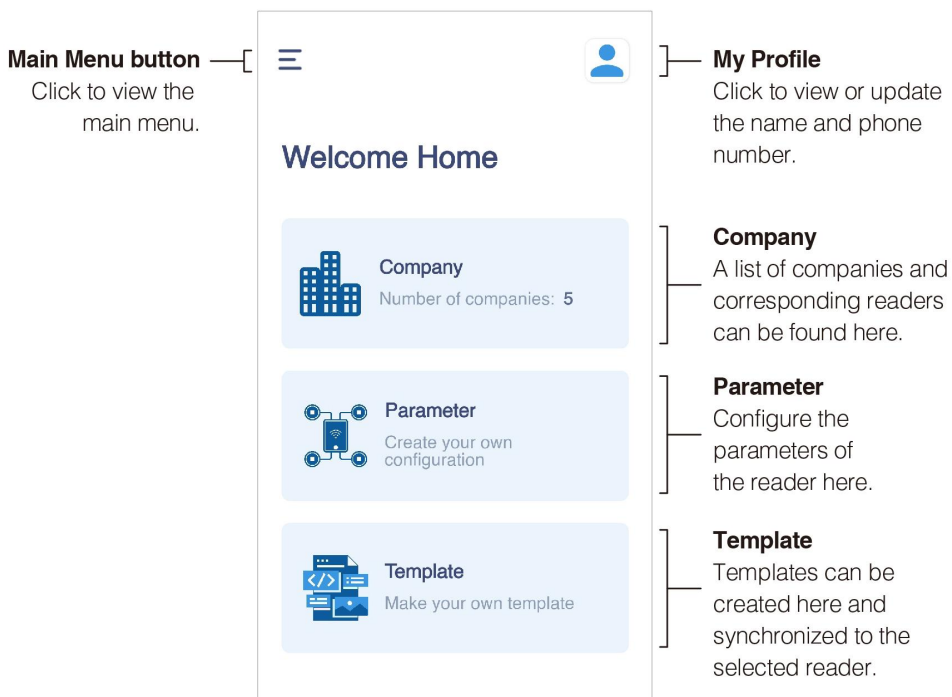 Main Menu button
Click to view the
main menu.
My Profile
Click to view or update
the name and phone
number.
Welcome Home
Company
Number of companies: 5
Company
A list of companies and
corresponding readers
can be found here.
Parameter
Create your own
configuration
Parameter
Configure the
parameters of
the reader here.
Template
Make your own template
Template
Templates can be
created here and
synchronized to the
selected reader.